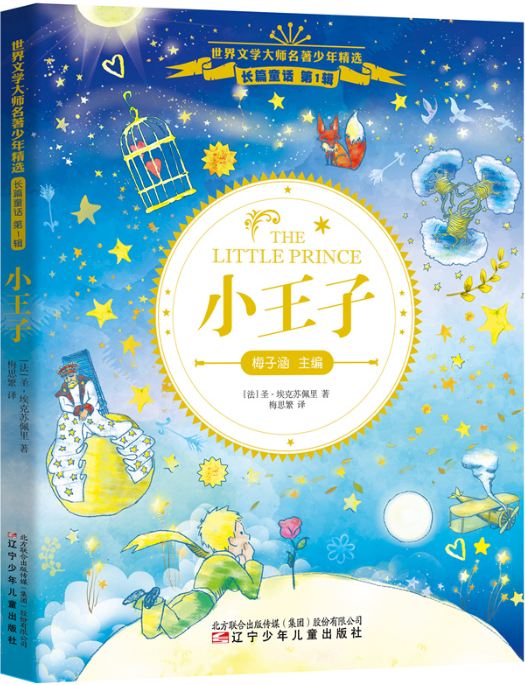 世界文学大师名著少年精选
长篇童话 第1辑
THE
LITTLE PRINCE
小王子
梅子涵 主编
[法]圣·埃克苏佩里 著
梅思繁 译
北方联合出版传媒(集团)股份有限公司
辽宁少年儿童出版社
世界文学大师名著少年精选
长篇童话 第1辑
小王子
[法]圣·埃克苏佩里 著
梅思繁 译
北方联合出版传媒(集团)股份有限公司
辽宁少年儿童出版社